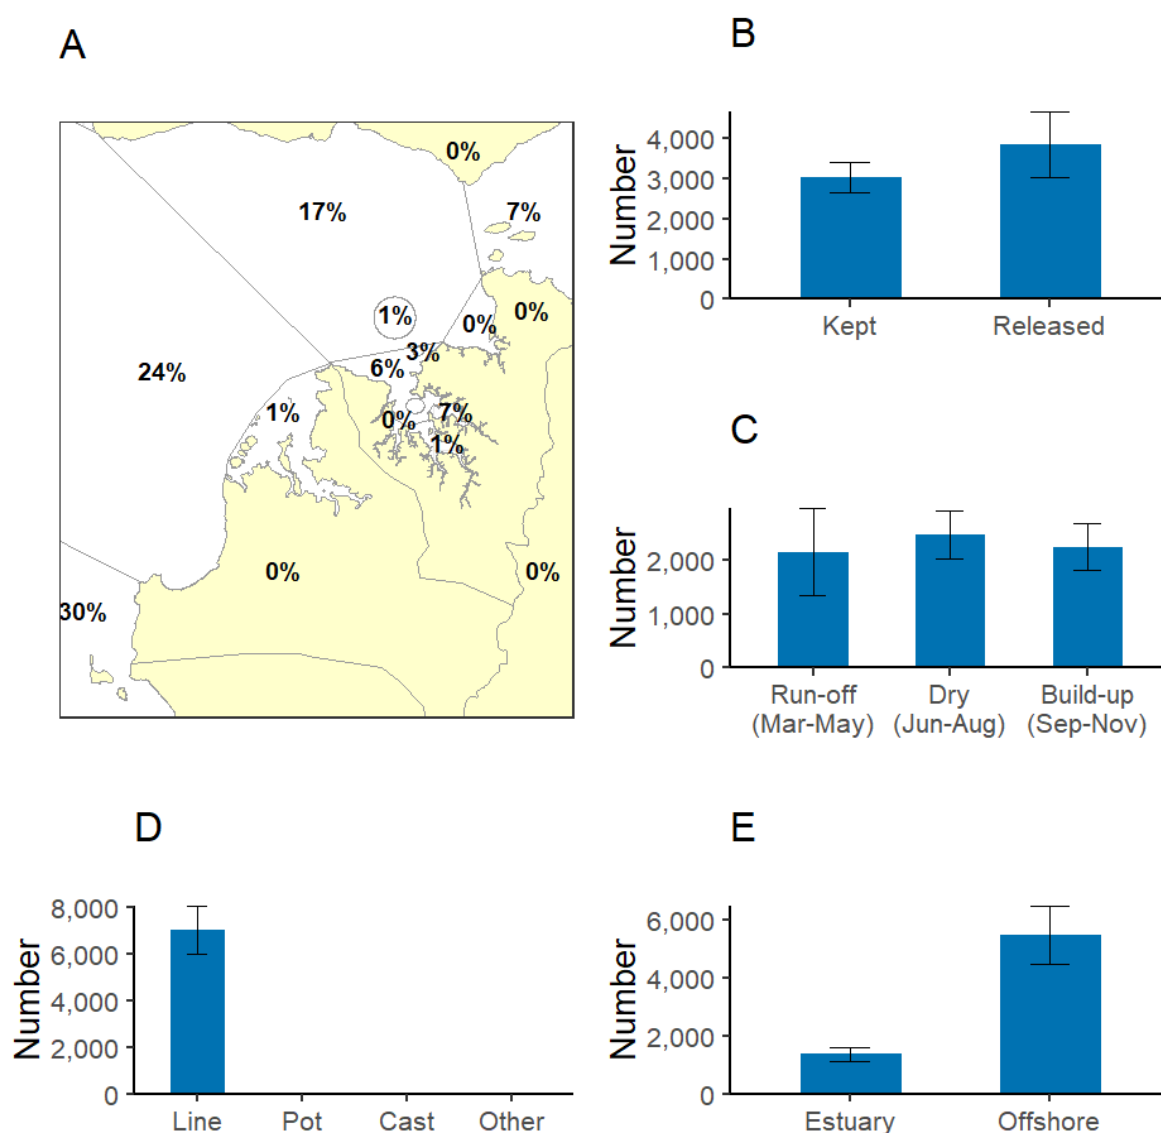 A
0%
17%
7%
1%
0%
0%
3%
6%
24%
1%
0%
7%
1%
0%
0%
30%
B
Number
4,000
3,000
2,000
1,000
0
Kept Released
C
Number
2,000
1,000
0
Run-off Dry Build-up
(Mar-May) (Jun-Aug) (Sep-Nov)
D
Number
8,000
6,000
4,000
2,000
0
Line Pot Cast Other
E
Number
6,000
4,000
2,000
0
Estuary Offshore